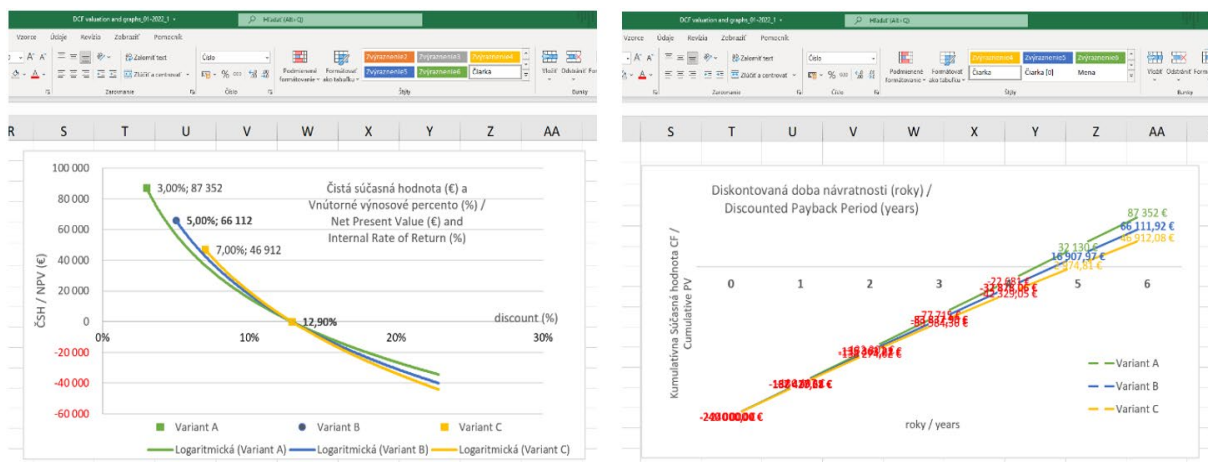 DCF valuation and graphs_01-2022_1
Hľadať (Alt+Q)
Vzorce Údaje Revízia Zobraziť Pomocník
Zalomiť text
Číslo
Zlúčiť a centrovať
Podmienené formátovanie
Formátovať ako tabuľku
Zvýraznenie2 Zvýraznenie3 Zvýraznenie4
Zvýraznenie5 Zvýraznenie6 Čiarka
Vložiť Odstrániť
Zarovnanie Číslo Štýly Bunky
R S T U V W X Y Z AA
100 000
80 000
60 000
40 000
20 000
0
-20 000
-40 000
-60 000
ČSH / NPV (€)
3,00%; 87 352
5,00%; 66 112
7,00%; 46 912
Čistá súčasná hodnota (€) a
Vnútorné výnosové percento (%) /
Net Present Value (€) and
Internal Rate of Return (%)
12,90%
discount (%)
0% 10% 20% 30%
Variant A Variant B Variant C
Logaritmická (Variant A) Logaritmická (Variant B) Logaritmická (Variant C)
DCF valuation and graphs_01-2022_1
Hľadať (Alt+Q)
Vzorce Údaje Revízia Zobraziť Pomocník
Zalomiť text
Číslo
Zlúčiť a centrovať
Podmienené formátovanie
Formátovať ako tabuľku
Zvýraznenie4 Zvýraznenie5 Zvýraznenie6
Čiarka Čiarka [0] Mena
Vložiť Odstrániť
Zarovnanie Číslo Štýly Bunky
S T U V W X Y Z AA
Diskontovaná doba návratnosti (roky) /
Discounted Payback Period (years)
Kumulatívna Súčasná hodnota CF /
Cumulative PV
87 352 €
66 111,92 €
46 912,08 €
32 130 €
16 907,97 €
0 1 2 3 4 5 6
Variant A
Variant B
Variant C
roky / years